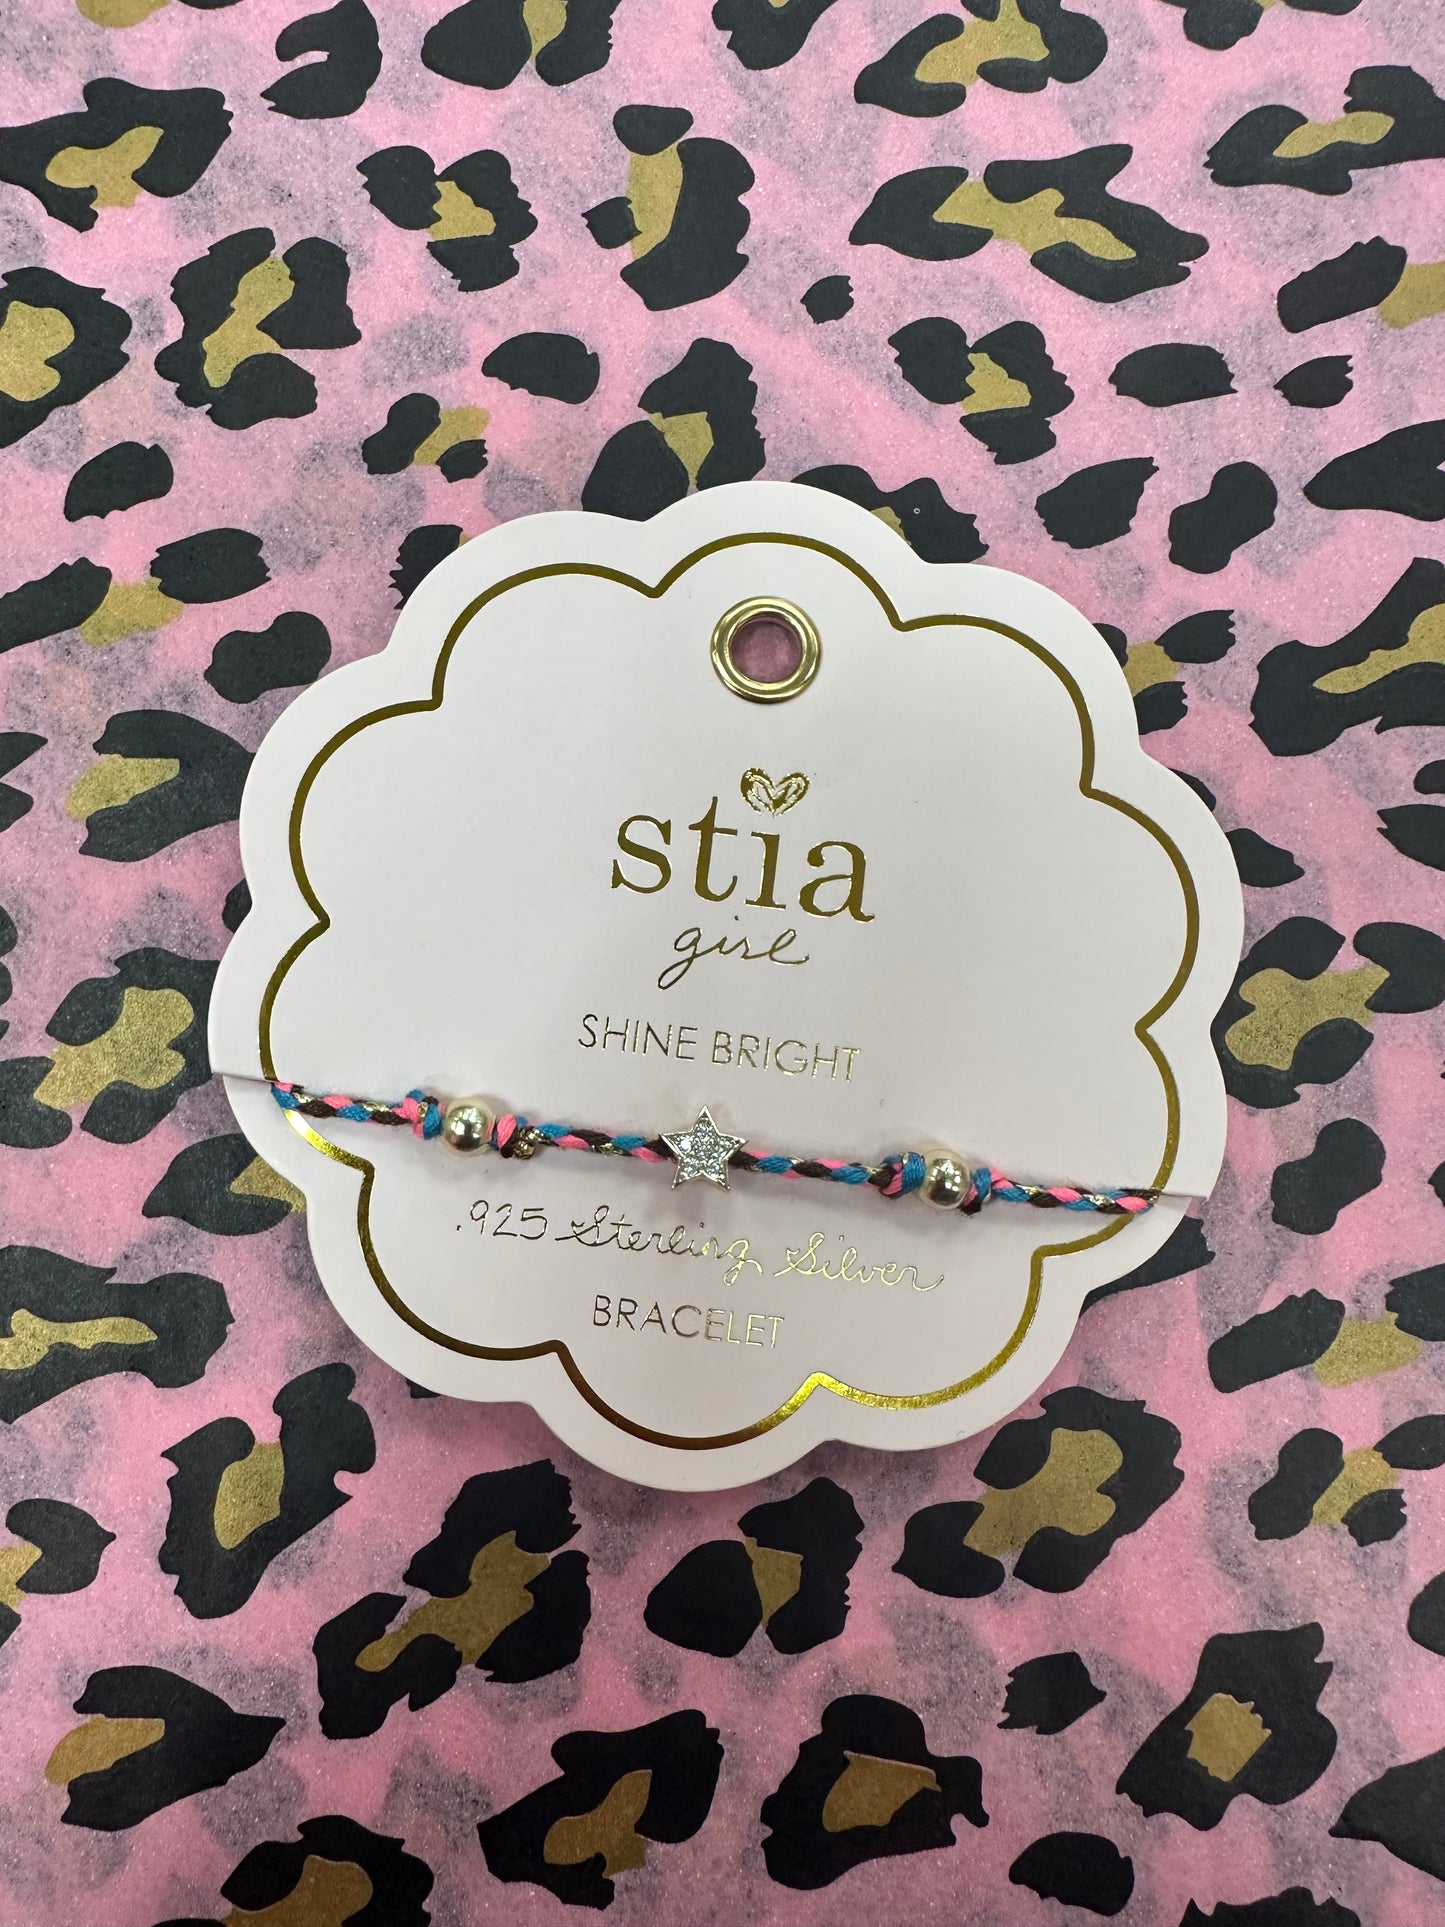 stia
girl
SHINE BRIGHT
.925 Sterling Silver
BRACELET